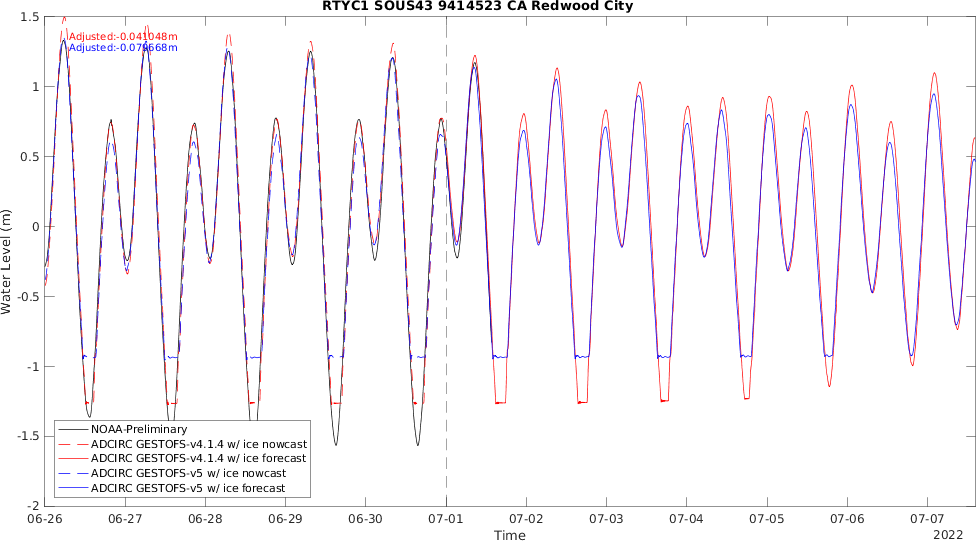 RTYC1 SOUS43 9414523 CA Redwood City
Adjusted:-0.041048m
Water Level (m)
1.5
1
0.5
0
-0.5
-1
-1.5
-2
NOAA-Preliminary
ADCIRC GESTOFS-v4.1.4 w/ ice nowcast
ADCIRC GESTOFS-v4.1.4 w/ ice forecast
ADCIRC GESTOFS-v5 w/ ice nowcast
ADCIRC GESTOFS-v5 w/ ice forecast
06-26 06-27 06-28 06-29 06-30 07-01 07-02 07-03 07-04 07-05 07-06 07-07
Time
2022